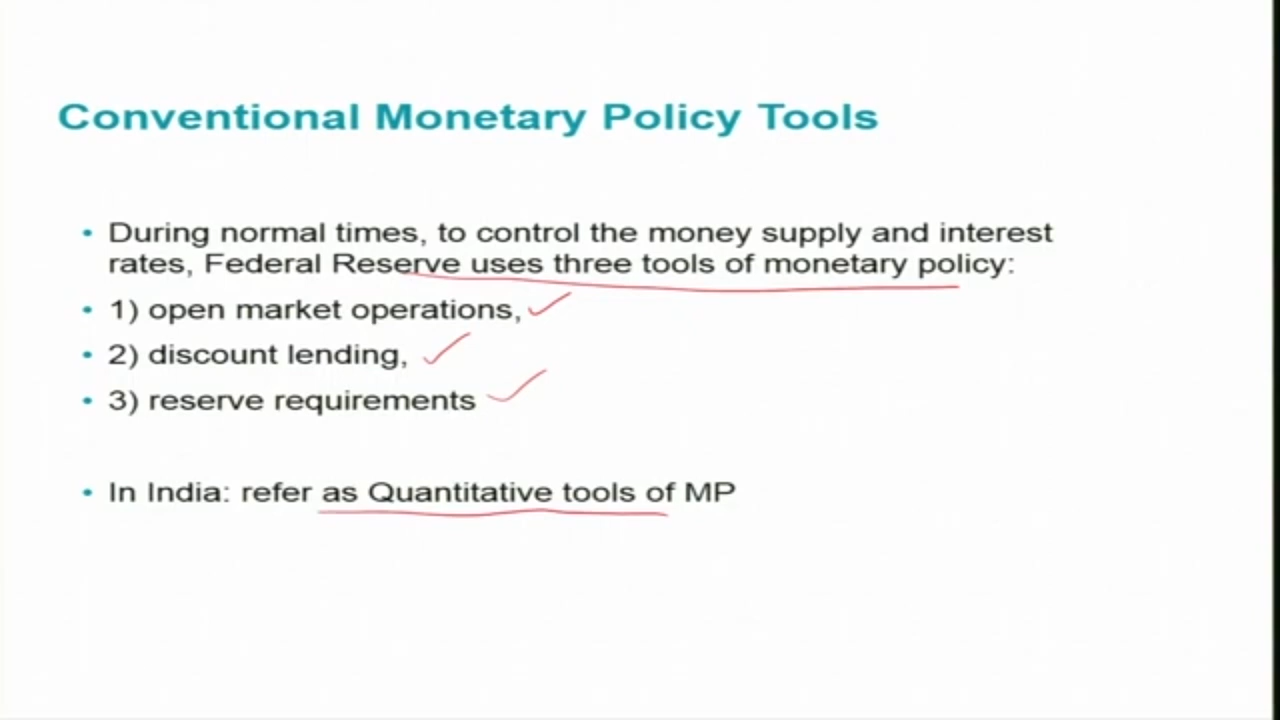 Conventional Monetary Policy Tools
• During normal times, to control the money supply and interest
rates, Federal Reserve uses three tools of monetary policy:
• 1) open market operations,
• 2) discount lending,
• 3) reserve requirements
• In India: refer as Quantitative tools of MP